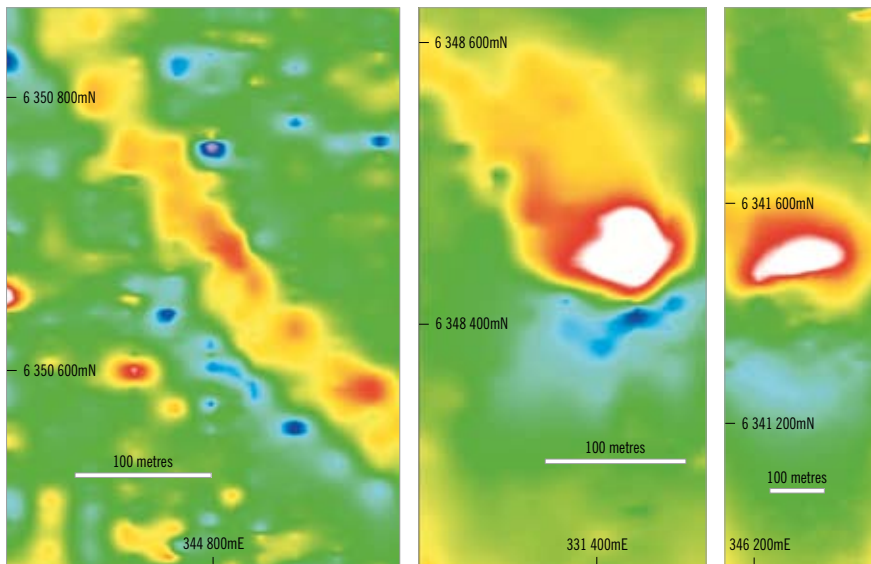 6 350 800mN
6 350 600mN
100 metres
344 800mE
6 348 600mN
6 348 400mN
100 metres
331 400mE
6 341 600mN
6 341 200mN
100 metres
346 200mE